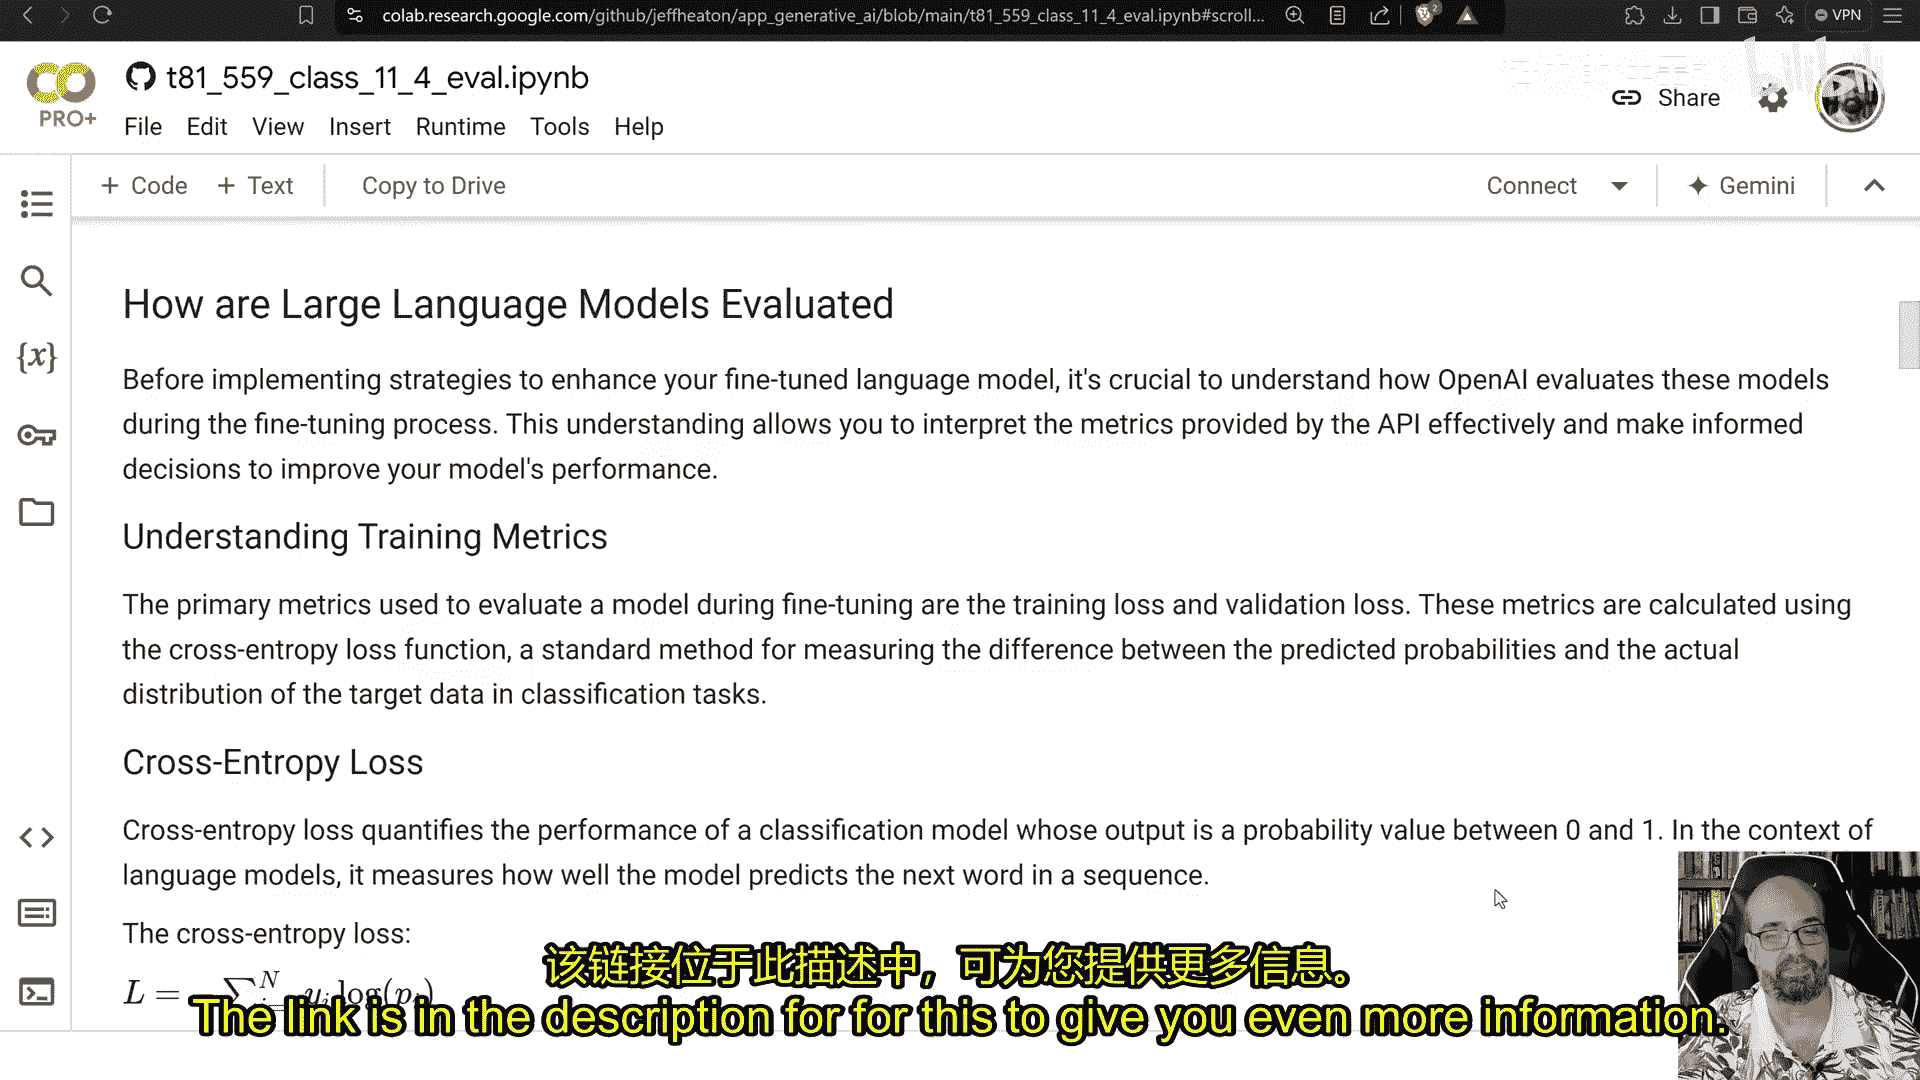 colab.research.google.com/github/jeffheaton/app_generative_ai/blob/main/t81_559_class_11_4_eval.ipynb#scroll...
2
VPN
PRO+
t81_559_class_11_4_eval.ipynb
Share
File Edit View Insert Runtime Tools Help
+ Code + Text Copy to Drive
Connect
Gemini
How are Large Language Models Evaluated
Before implementing strategies to enhance your fine-tuned language model, it's crucial to understand how OpenAI evaluates these models
during the fine-tuning process. This understanding allows you to interpret the metrics provided by the API effectively and make informed
decisions to improve your model's performance.
Understanding Training Metrics
The primary metrics used to evaluate a model during fine-tuning are the training loss and validation loss. These metrics are calculated using
the cross-entropy loss function, a standard method for measuring the difference between the predicted probabilities and the actual
distribution of the target data in classification tasks.
Cross-Entropy Loss
Cross-entropy loss quantifies the performance of a classification model whose output is a probability value between 0 and 1. In the context of
language models, it measures how well the model predicts the next word in a sequence.
The cross-entropy loss:
该链接位于此描述中，可为您提供更多信息。
The link is in the description for for this to give you even more information.